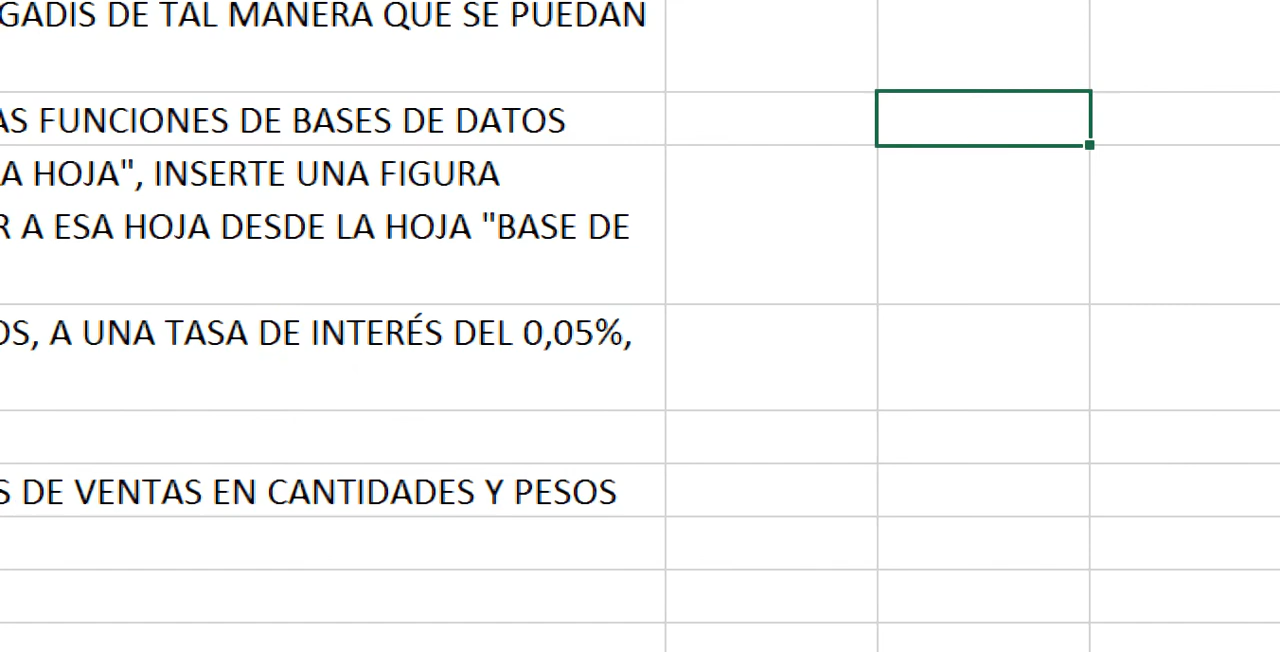 GADIS DE TAL MANERA QUE SE PUEDAN
AS FUNCIONES DE BASES DE DATOS
A HOJA", INSERTE UNA FIGURA
R A ESA HOJA DESDE LA HOJA "BASE DE
OS, A UNA TASA DE INTERÉS DEL 0,05%,
S DE VENTAS EN CANTIDADES Y PESOS